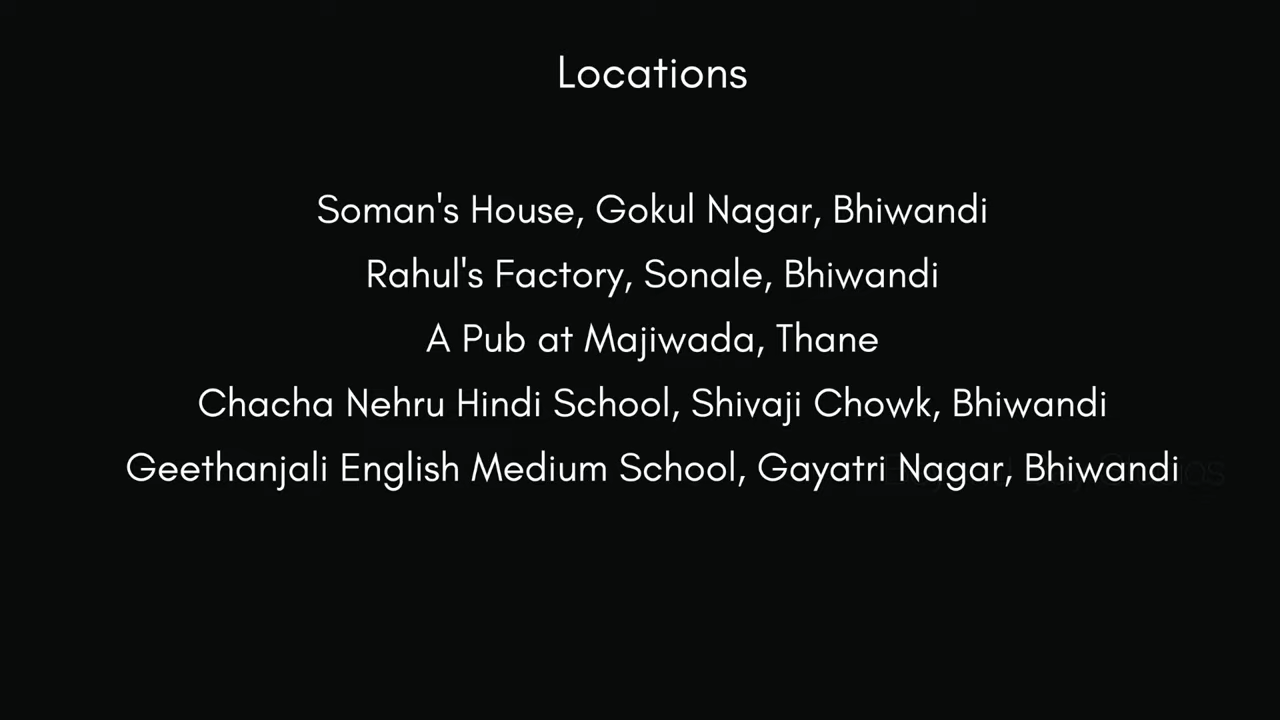 Locations
Soman's House, Gokul Nagar, Bhiwandi
Rahul's Factory, Sonale, Bhiwandi
A Pub at Majiwada, Thane
Chacha Nehru Hindi School, Shivaji Chowk, Bhiwandi
Geethanjali English Medium School, Gayatri Nagar, Bhiwandi